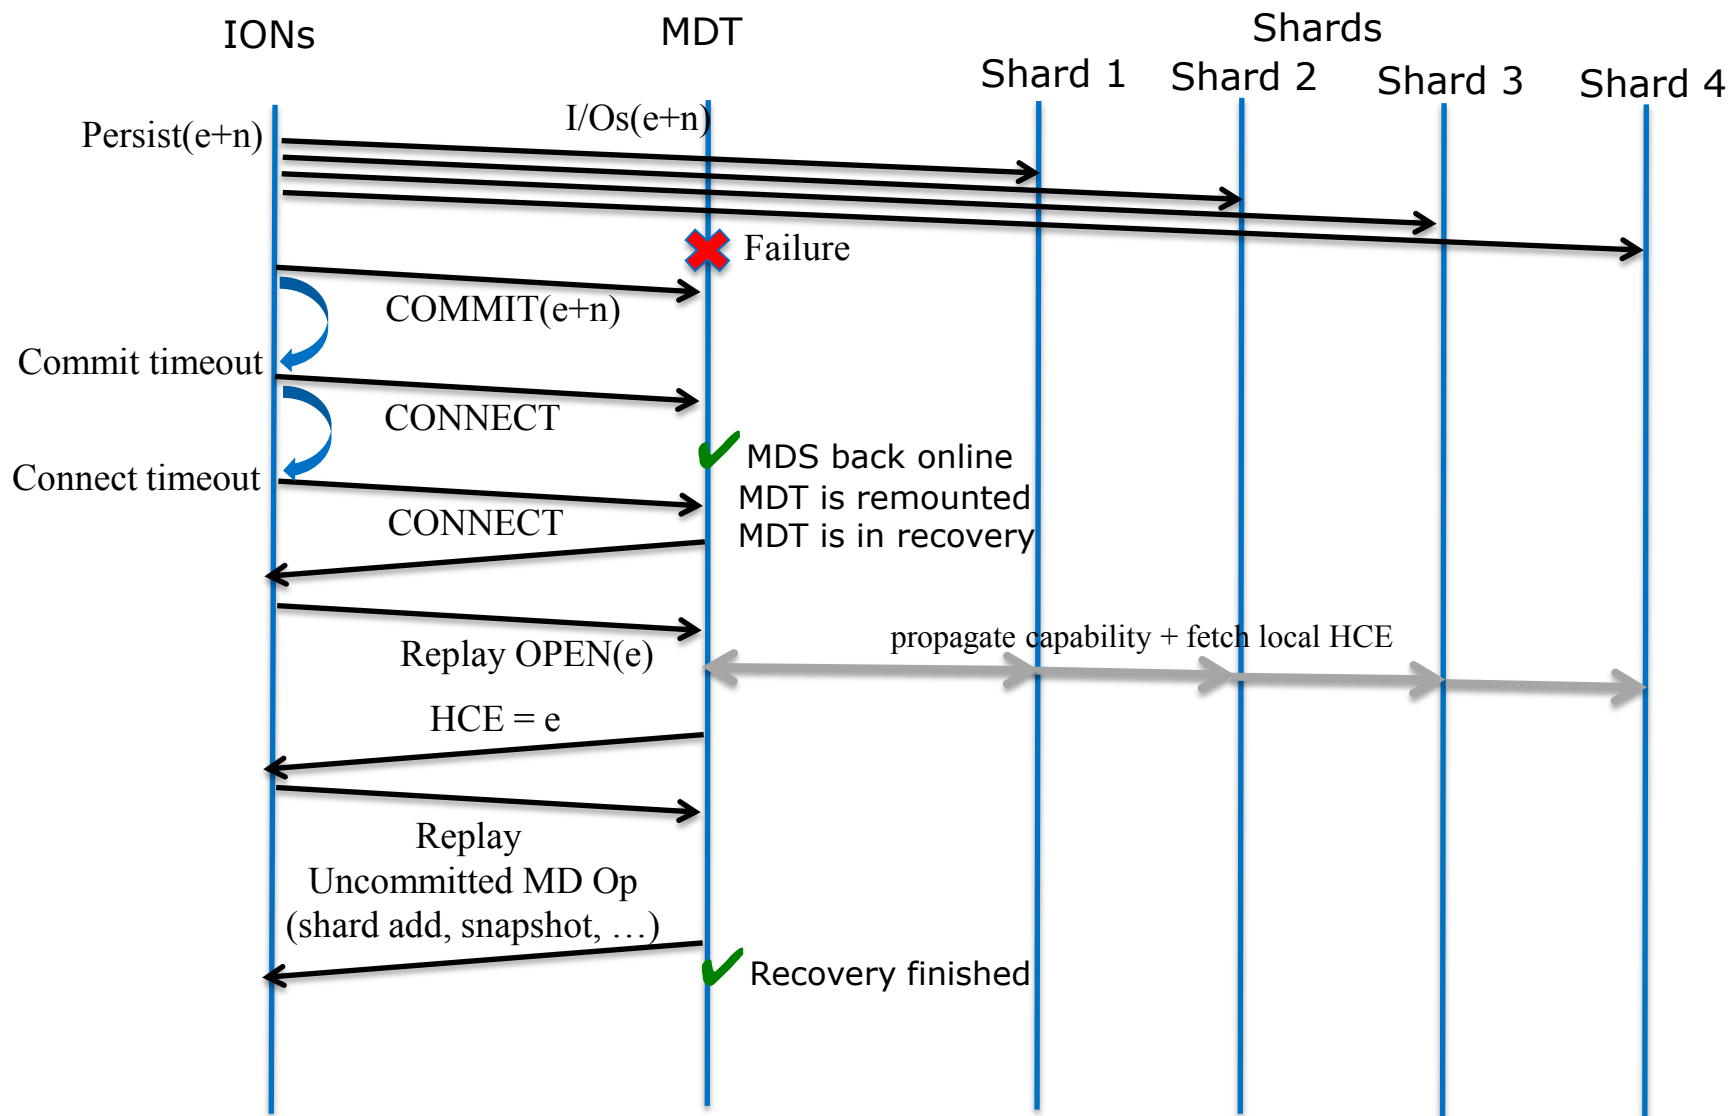 IONs
MDT
Shards
Shard 1
Shard 2
Shard 3
Shard 4
Persist(e+n)
I/Os(e+n)
Failure
COMMIT(e+n)
Commit timeout
CONNECT
MDS back online
Connect timeout
MDT is remounted
CONNECT
MDT is in recovery
propagate capability + fetch local HCE
Replay OPEN(e)
HCE = e
Replay
Uncommitted MD Op
(shard add, snapshot, …)
Recovery finished